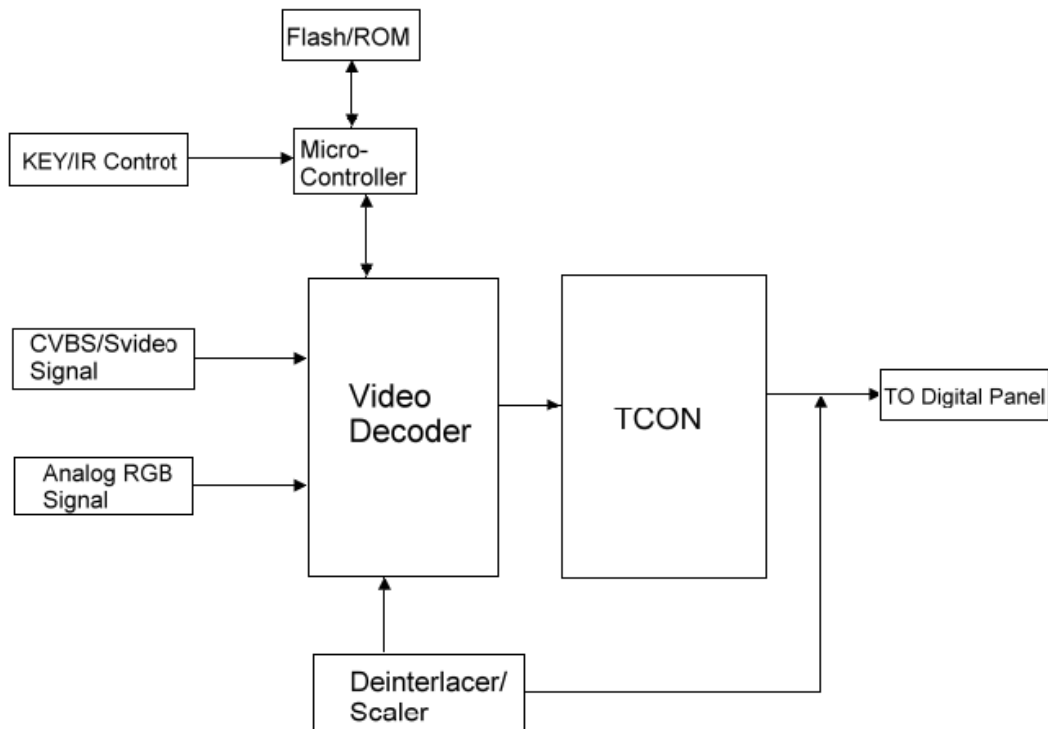 Flash/ROM
Micro-
Controller
KEY/IR Controt
CVBS/Svideo
Signal
Video
Decoder
TCON
TO Digital Panel
Analog RGB
Signal
Deinterlacer/
Scaler